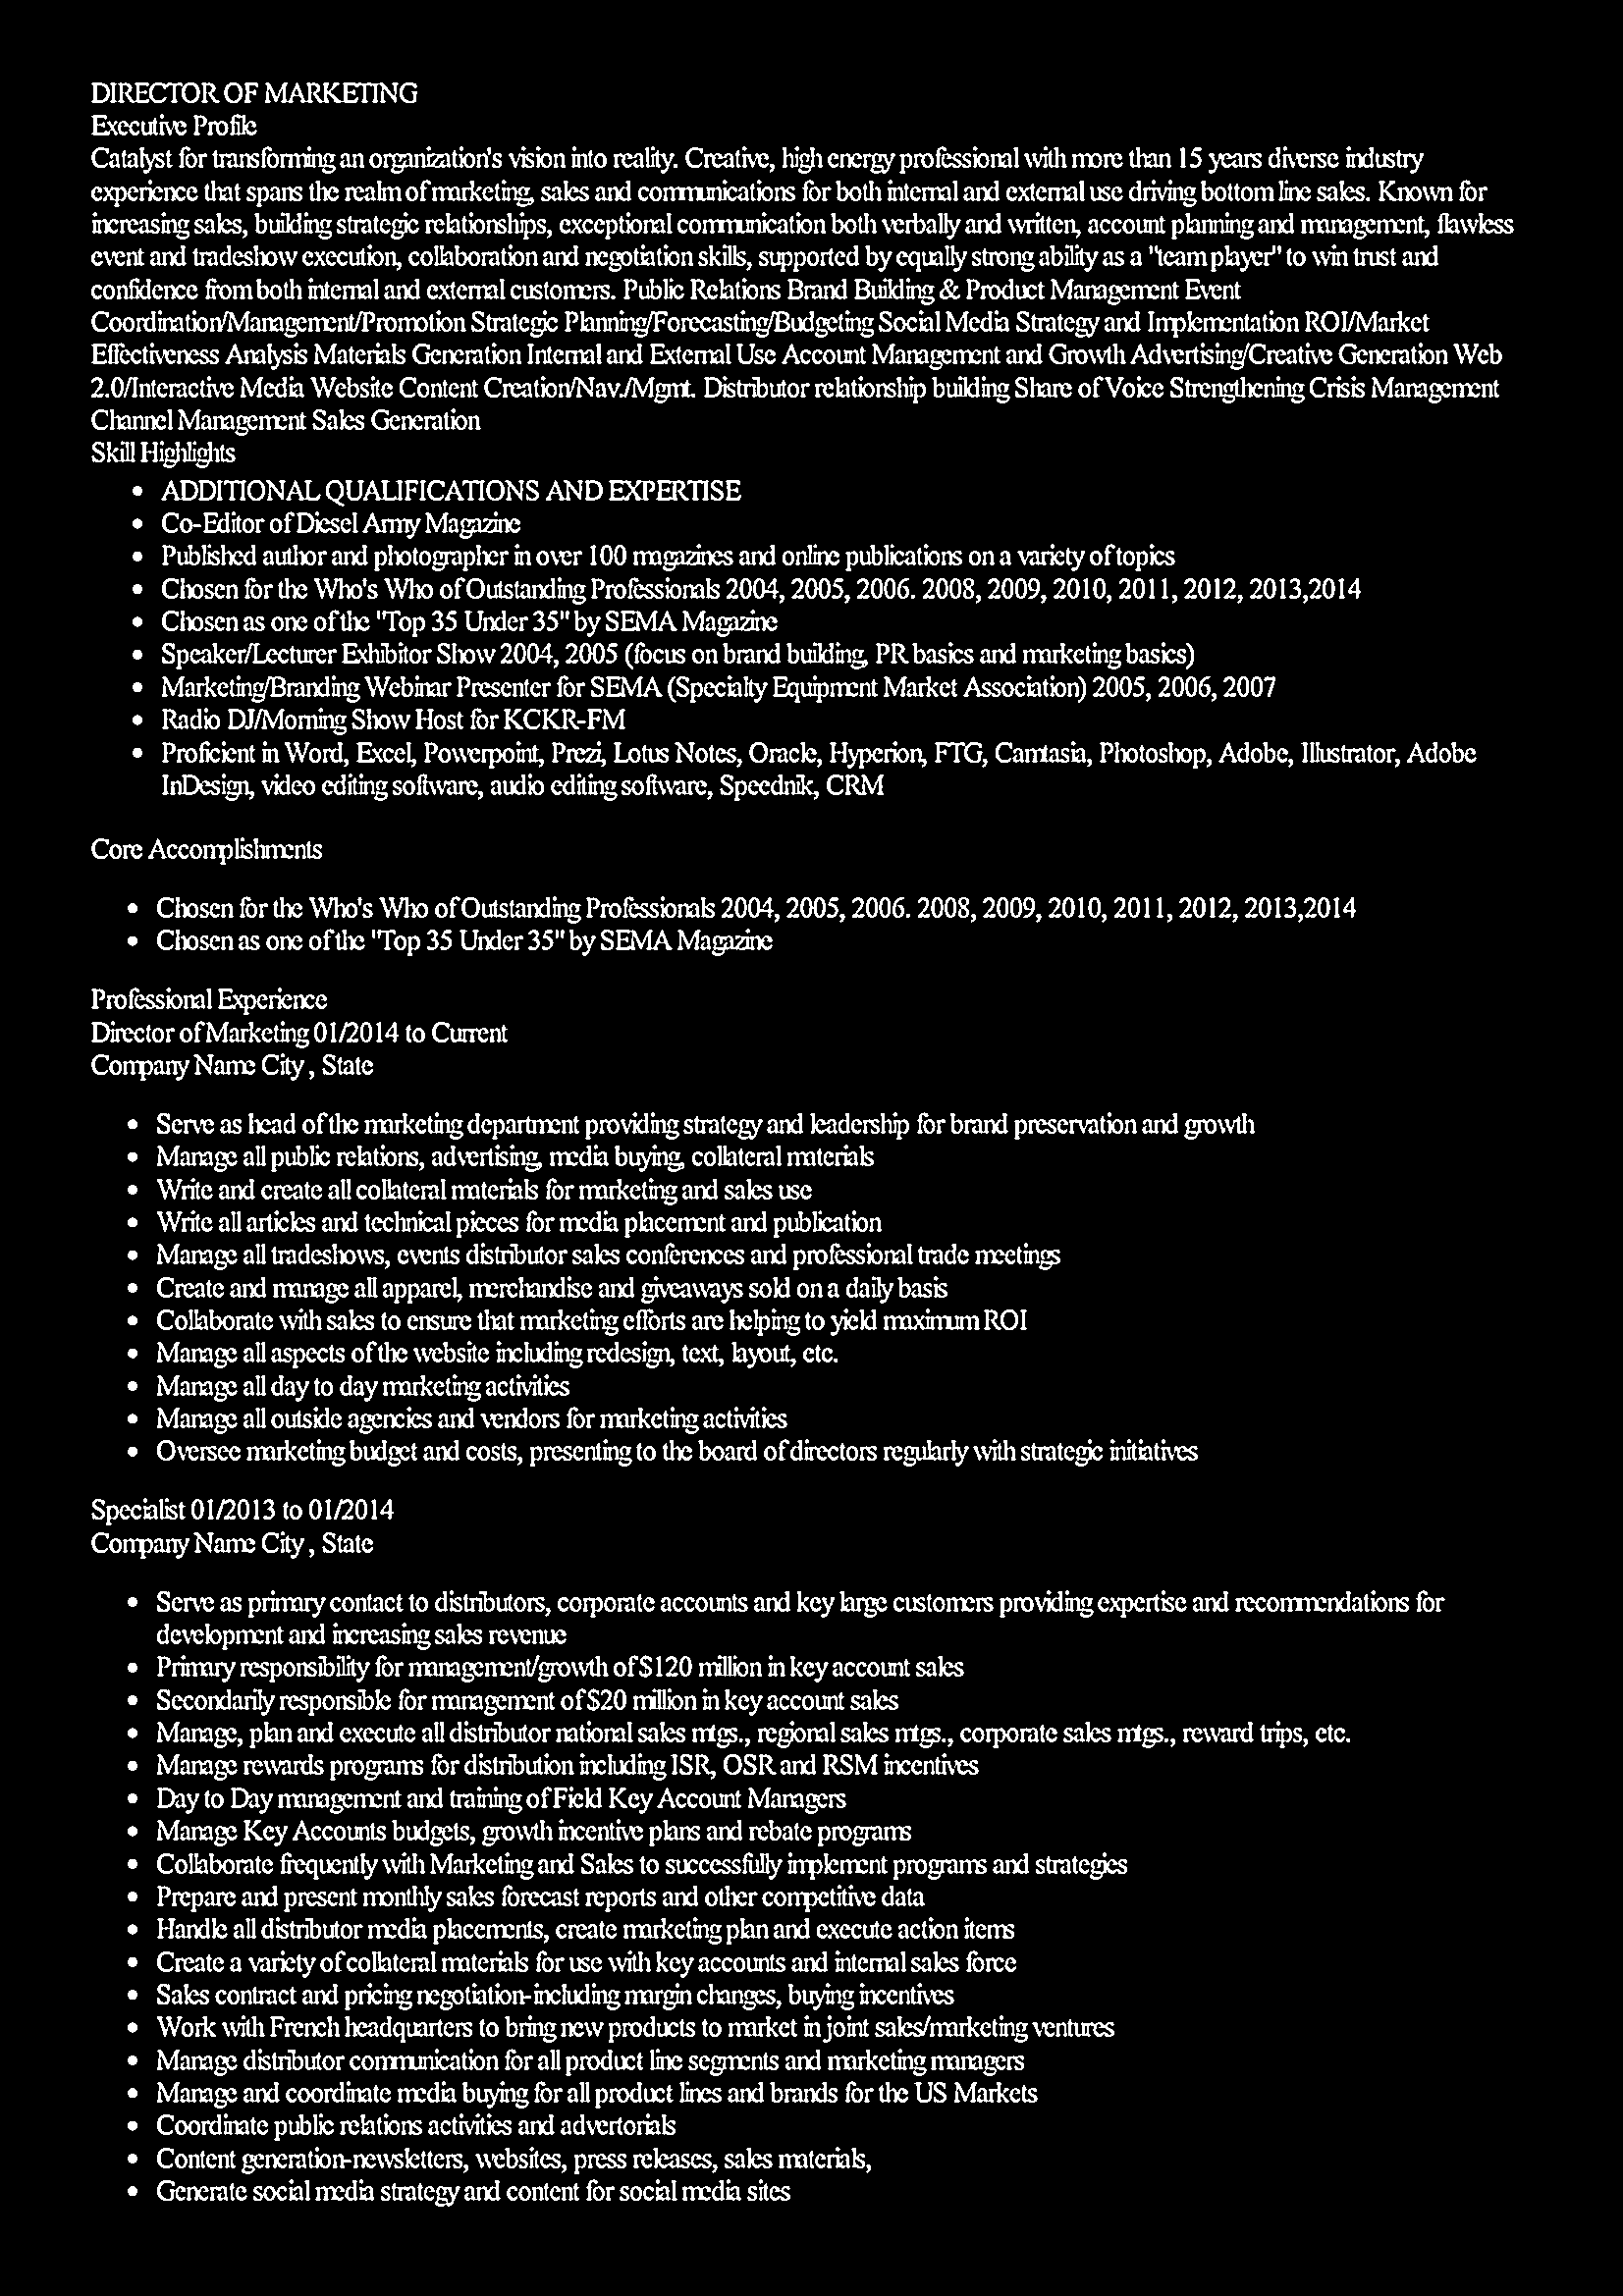 DIRECTOR OF MARKETING
Executive Profile
Catalyst for transforming an organization's vision into reality. Creative, high energy professional with more than 15 years diverse industry
experience that spans the realm of marketing, sales and communications for both internal and external use driving bottom line sales. Known for
increasing sales, building strategic relationships, exceptional communication both verbally and written, account planning and management, flawless
event and tradeshow execution, collaboration and negotiation skills, supported by equally strong ability as a "team player" to win trust and
confidence from both internal and external customers. Public Relations Brand Building & Product Management Event
Coordination/Management/Promotion Strategic Planning/Forecasting/Budgeting Social Media Strategy and Implementation ROI/Market
Effectiveness Analysis Materials Generation Internal and External Use Account Management and Growth Advertising/Creative Generation Web
2.0/Interactive Media Website Content Creation/Nav./Mgmt. Distributor relationship building Share of Voice Strengthening Crisis Management
Channel Management Sales Generation
Skill Highlights
• ADDITIONAL QUALIFICATIONS AND EXPERTISE
• Co-Editor of Diesel Army Magazine
• Published author and photographer in over 100 magazines and online publications on a variety of topics
• Chosen for the Who's Who of Outstanding Professionals 2004, 2005, 2006. 2008, 2009, 2010, 2011, 2012, 2013,2014
• Chosen as one of the "Top 35 Under 35" by SEMA Magazine
• Speaker/Lecturer Exhibitor Show 2004, 2005 (focus on brand building, PR basics and marketing basics)
• Marketing/Branding Webinar Presenter for SEMA (Specialty Equipment Market Association) 2005, 2006, 2007
• Radio DJ/Morning Show Host for KCKR-FM
• Proficient in Word, Excel, Powerpoint, Prezi, Lotus Notes, Oracle, Hyperion, FTG, Camtasia, Photoshop, Adobe, Illustrator, Adobe
InDesign, video editing software, audio editing software, Speednik, CRM
Core Accomplishments
• Chosen for the Who's Who of Outstanding Professionals 2004, 2005, 2006. 2008, 2009, 2010, 2011, 2012, 2013,2014
• Chosen as one of the "Top 35 Under 35" by SEMA Magazine
Professional Experience
Director of Marketing 01/2014 to Current
Company Name City , State
• Serve as head of the marketing department providing strategy and leadership for brand preservation and growth
• Manage all public relations, advertising, media buying, collateral materials
• Write and create all collateral materials for marketing and sales use
• Write all articles and technical pieces for media placement and publication
• Manage all tradeshows, events distributor sales conferences and professional trade meetings
• Create and manage all apparel, merchandise and giveaways sold on a daily basis
• Collaborate with sales to ensure that marketing efforts are helping to yield maximum ROI
• Manage all aspects of the website including redesign, text, layout, etc.
• Manage all day to day marketing activities
• Manage all outside agencies and vendors for marketing activities
• Oversee marketing budget and costs, presenting to the board of directors regularly with strategic initiatives
Specialist 01/2013 to 01/2014
Company Name City , State
• Serve as primary contact to distributors, corporate accounts and key large customers providing expertise and recommendations for
development and increasing sales revenue
• Primary responsibility for management/growth of $120 million in key account sales
• Secondarily responsible for management of $20 million in key account sales
• Manage, plan and execute all distributor national sales mtgs., regional sales mtgs., corporate sales mtgs., reward trips, etc.
• Manage rewards programs for distribution including ISR, OSR and RSM incentives
• Day to Day management and training of Field Key Account Managers
• Manage Key Accounts budgets, growth incentive plans and rebate programs
• Collaborate frequently with Marketing and Sales to successfully implement programs and strategies
• Prepare and present monthly sales forecast reports and other competitive data
• Handle all distributor media placements, create marketing plan and execute action items
• Create a variety of collateral materials for use with key accounts and internal sales force
• Sales contract and pricing negotiation-including margin changes, buying incentives
• Work with French headquarters to bring new products to market in joint sales/marketing ventures
• Manage distributor communication for all product line segments and marketing managers
• Manage and coordinate media buying for all product lines and brands for the US Markets
• Coordinate public relations activities and advertorials
• Content generation-newsletters, websites, press releases, sales materials,
• Generate social media strategy and content for social media sites